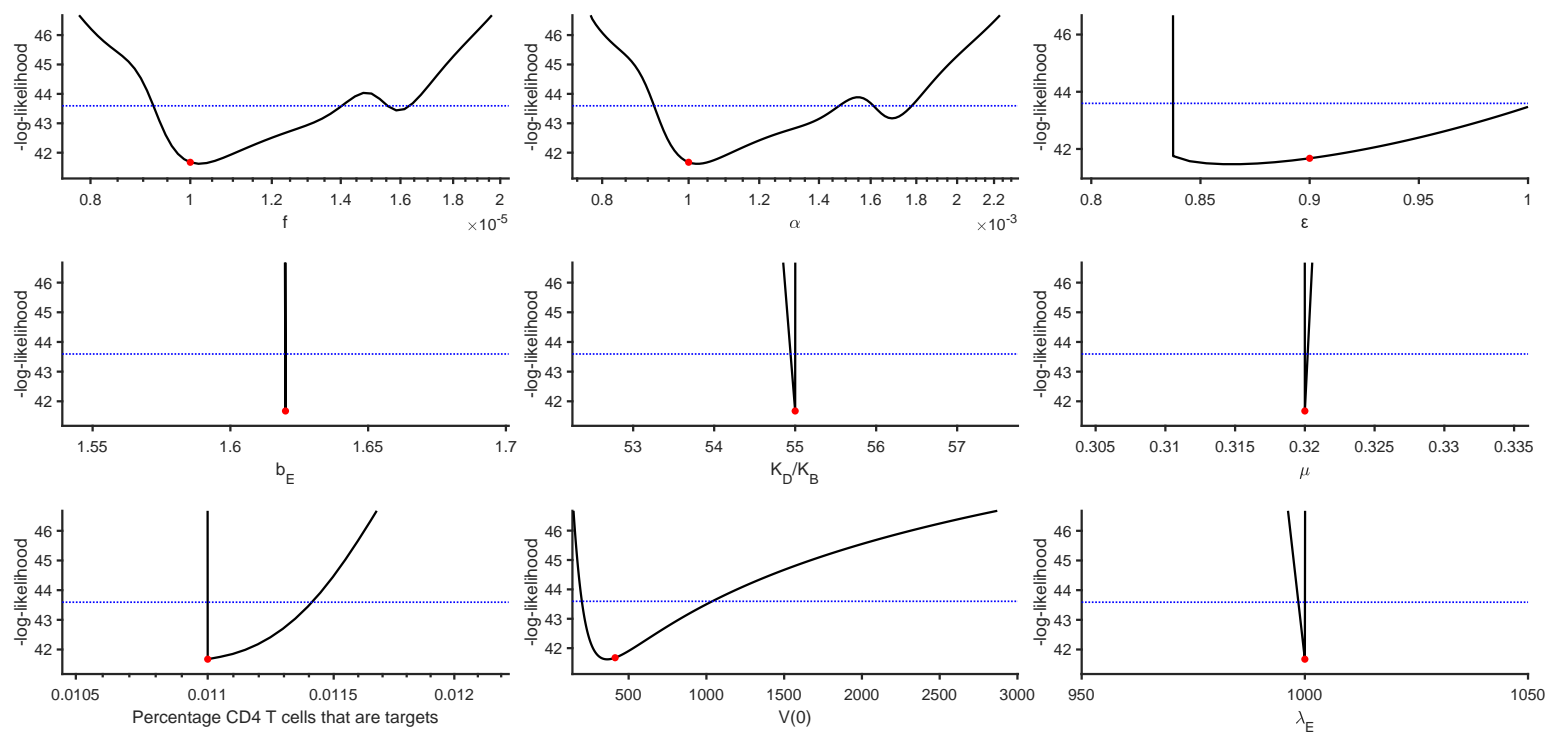 46
45
44
43
42
-log-likelihood
0.8 1 1.2 1.4 1.6 1.8 2
×10-5
f
46
45
44
43
42
-log-likelihood
0.8 1 1.2 1.4 1.6 1.8 2 2.2
×10-3
α
46
44
42
-log-likelihood
0.8 0.85 0.9 0.95 1
ε
46
45
44
43
42
-log-likelihood
1.55 1.6 1.65 1.7
bE
46
45
44
43
42
-log-likelihood
53 54 55 56 57
KD/KB
46
45
44
43
42
-log-likelihood
0.305 0.31 0.315 0.32 0.325 0.33 0.335
μ
46
45
44
43
42
-log-likelihood
0.0105 0.011 0.0115 0.012
Percentage CD4 T cells that are targets
46
45
44
43
42
-log-likelihood
500 1000 1500 2000 2500 3000
V(0)
46
45
44
43
42
-log-likelihood
950 1000 1050
λE